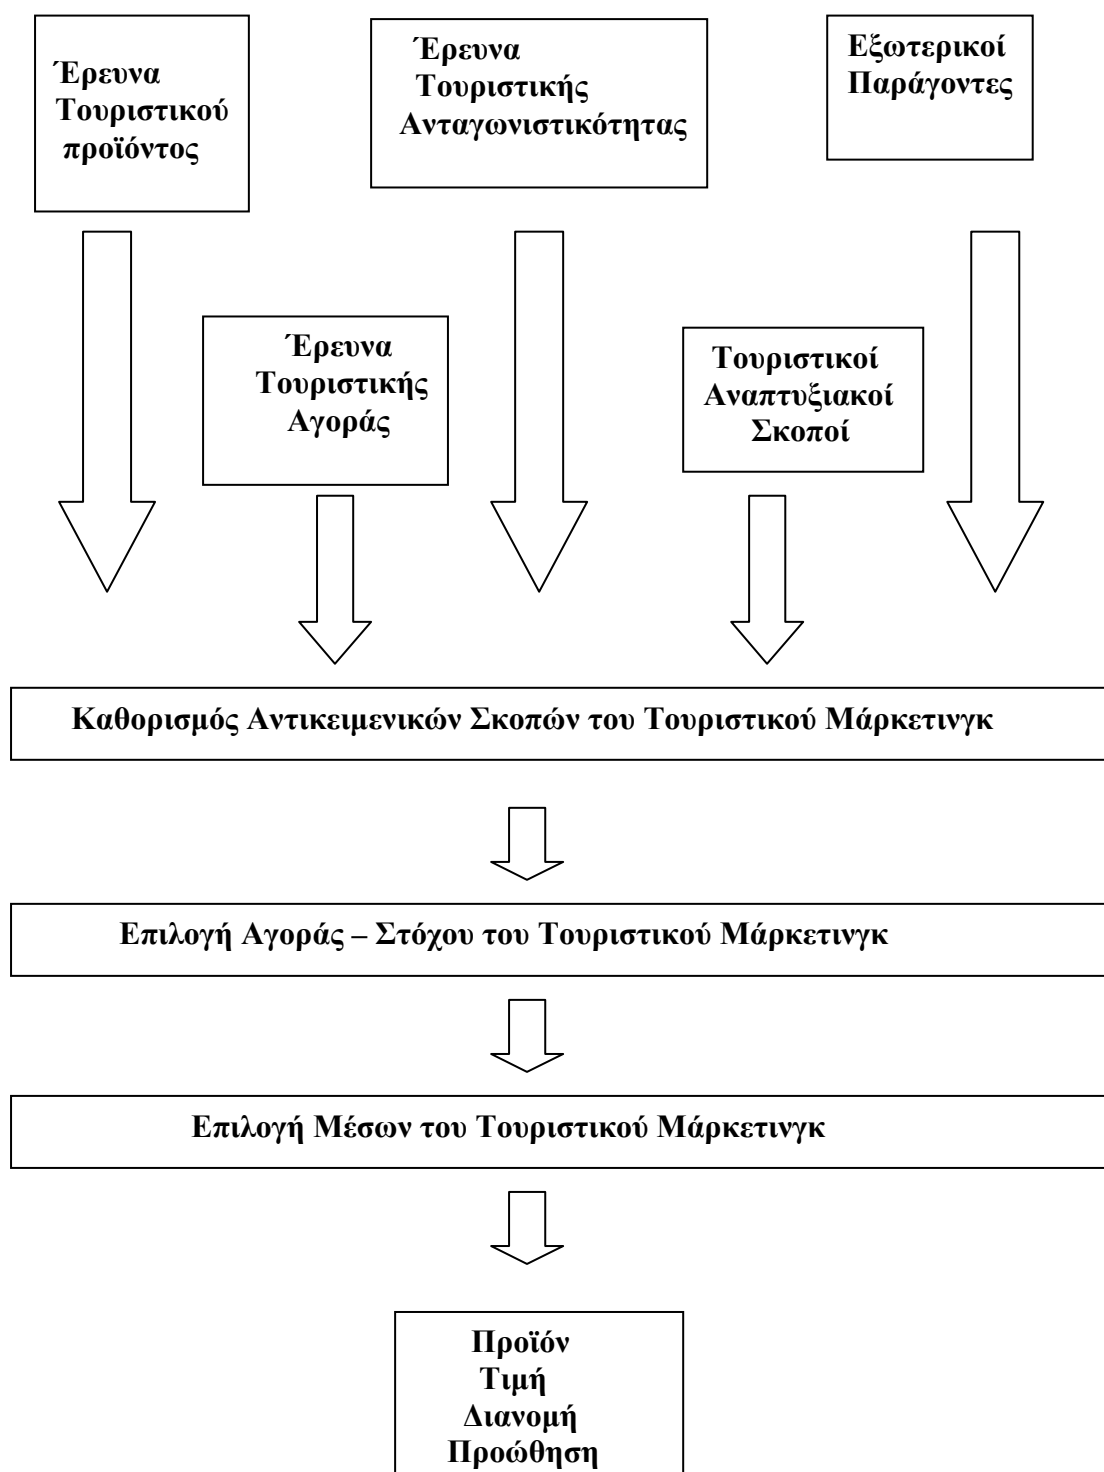 Έρευνα
Τουριστικού
προϊόντος
Έρευνα
Τουριστικής
Ανταγωνιστικότητας
Εξωτερικοί
Παράγοντες
Έρευνα
Τουριστικής
Αγοράς
Τουριστικοί
Αναπτυξιακοί
Σκοποί
Καθορισμός Αντικειμενικών Σκοπών του Τουριστικού Μάρκετινγκ
Επιλογή Αγοράς – Στόχου του Τουριστικού Μάρκετινγκ
Επιλογή Μέσων του Τουριστικού Μάρκετινγκ
Προϊόν
Τιμή
Διανομή
Προώθηση